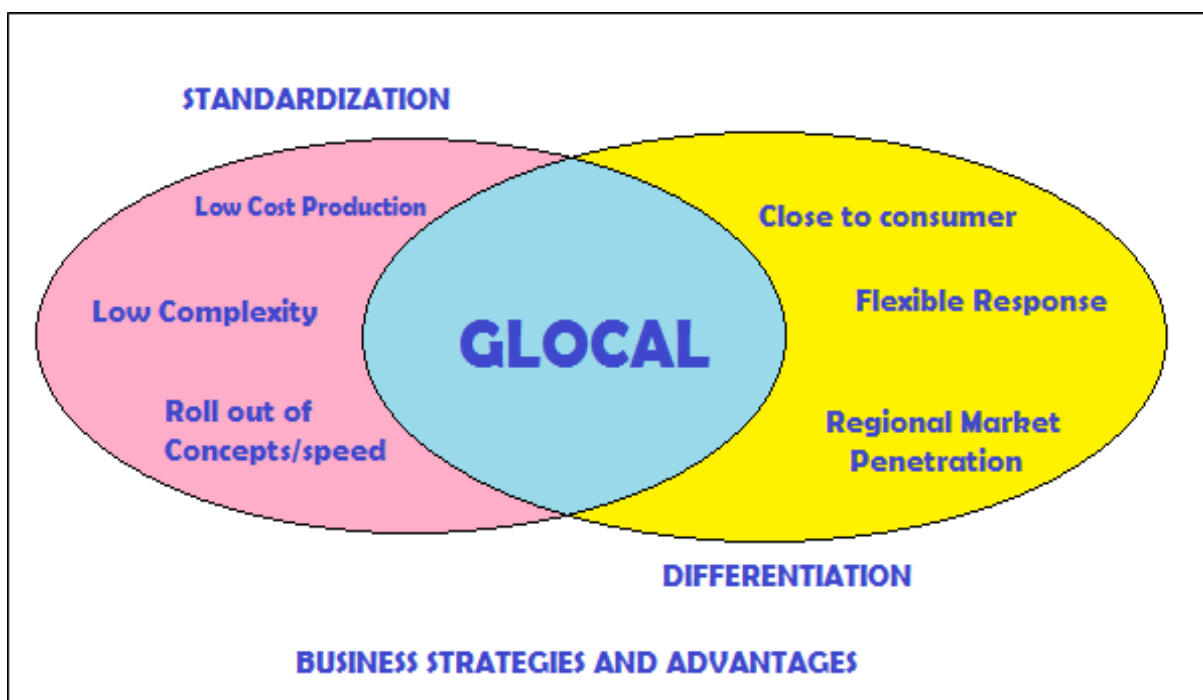 STANDARDIZATION
Low Cost Production
Low Complexity
Roll out of
Concepts/speed
GLOCAL
Close to consumer
Flexible Response
Regional Market
Penetration
DIFFERENTIATION
BUSINESS STRATEGIES AND ADVANTAGES